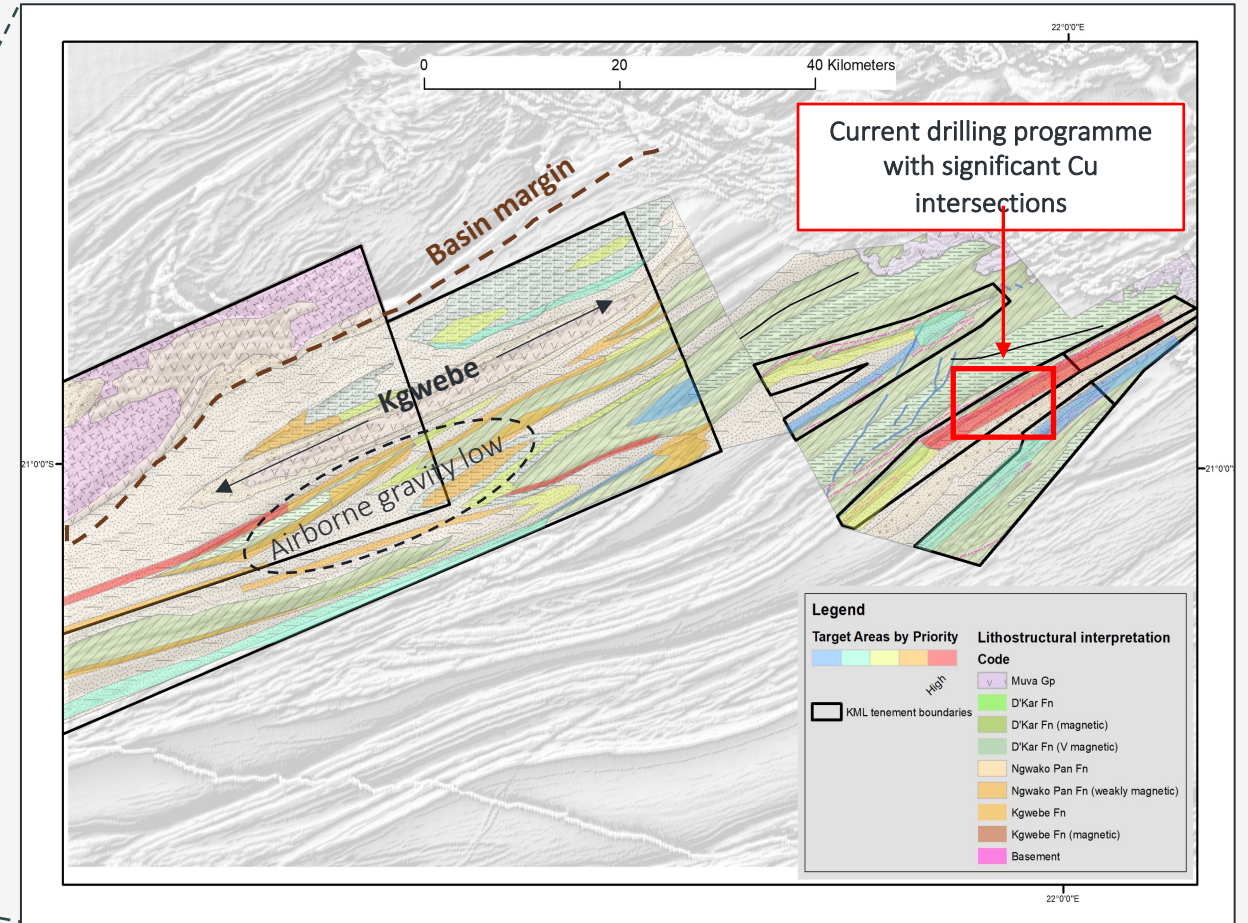 22°0'0"E
0 20 40 Kilometers
Current drilling programme
with significant Cu
intersections
Basin margin
Kgwebe
Airborne gravity low
21°0'0"S
21°0'0"S
Legend
Target Areas by Priority
High
KML tenement boundaries
Lithostructural interpretation
Code
Muva Gp
D'Kar Fn
D'Kar Fn (magnetic)
D'Kar Fn (V magnetic)
Ngwako Pan Fn
Ngwako Pan Fn (weakly magnetic)
Kgwebe Fn
Kgwebe Fn (magnetic)
Basement
22°0'0"E